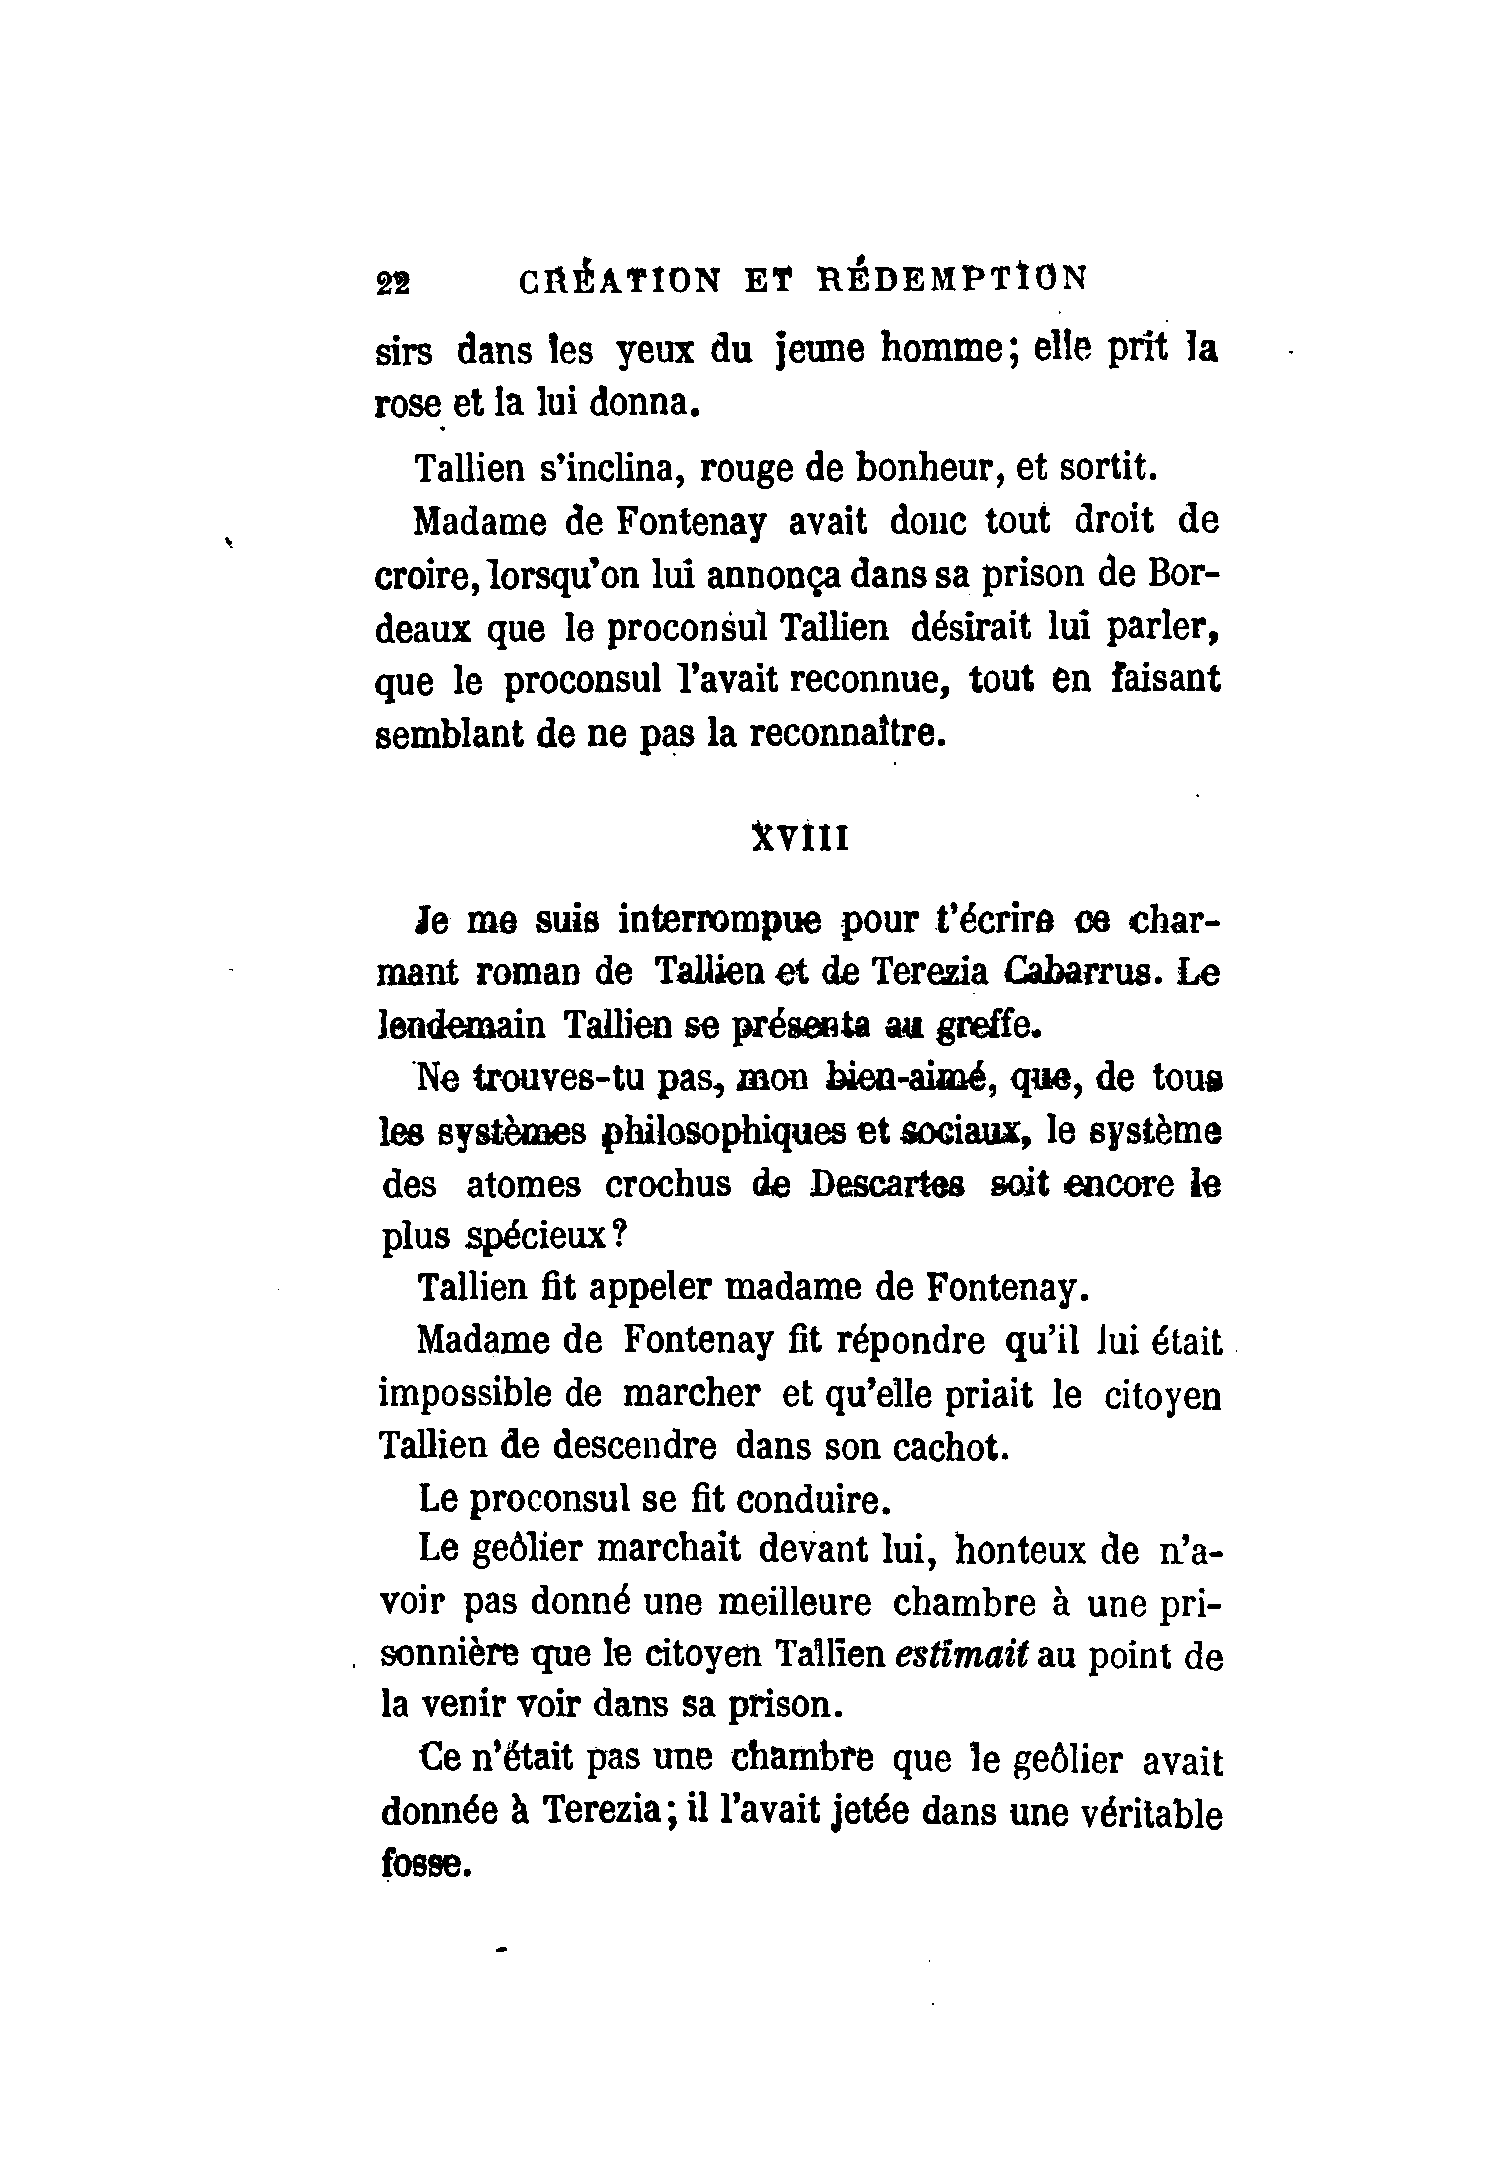 22 CRÉATION ET RÉDEMPTION
sirs dans les yeux du jeune homme; elle prit la
rose et la lui donna.
Tallien s'inclina, rouge de bonheur, et sortit.
Madame de Fontenay avait donc tout droit de
croire, lorsqu'on lui annonça dans sa prison de Bor-
deaux que le proconsul Tallien désirait lui parler,
que le proconsul l'avait reconnue, tout en faisant
semblant de ne pas la reconnaître.
XVIII
Je me suis interrompue pour t'écrire ce char-
mant roman de Tallien et de Terezia Cabarrus. Le
lendemain Tallien se présenta au greffe.
Ne trouves-tu pas, mon bien-aimé, que, de tous
les systèmes philosophiques et sociaux, le système
des atomes crochus de Descartes soit encore le
plus spécieux?
Tallien fit appeler madame de Fontenay.
Madame de Fontenay fit répondre qu'il lui était
impossible de marcher et qu'elle priait le citoyen
Tallien de descendre dans son cachot.
Le proconsul se fit conduire.
Le geôlier marchait devant lui, honteux de n'a-
voir pas donné une meilleure chambre à une pri-
sonnière que le citoyen Tallien estimait au point de
la venir voir dans sa prison.
Ce n'était pas une chambre que le geôlier avait
donnée à Terezia; il l'avait jetée dans une véritable
fosse.